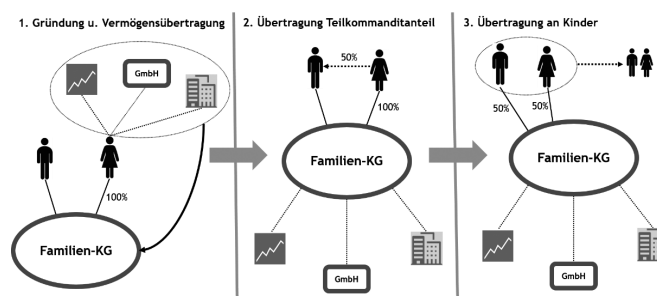 1. Gründung u. Vermögensübertragung
GmbH
100%
Familien-KG
2. Übertragung Teilkommanditanteil
50%
100%
Familien-KG
GmbH
3. Übertragung an Kinder
50%
50%
Familien-KG
GmbH